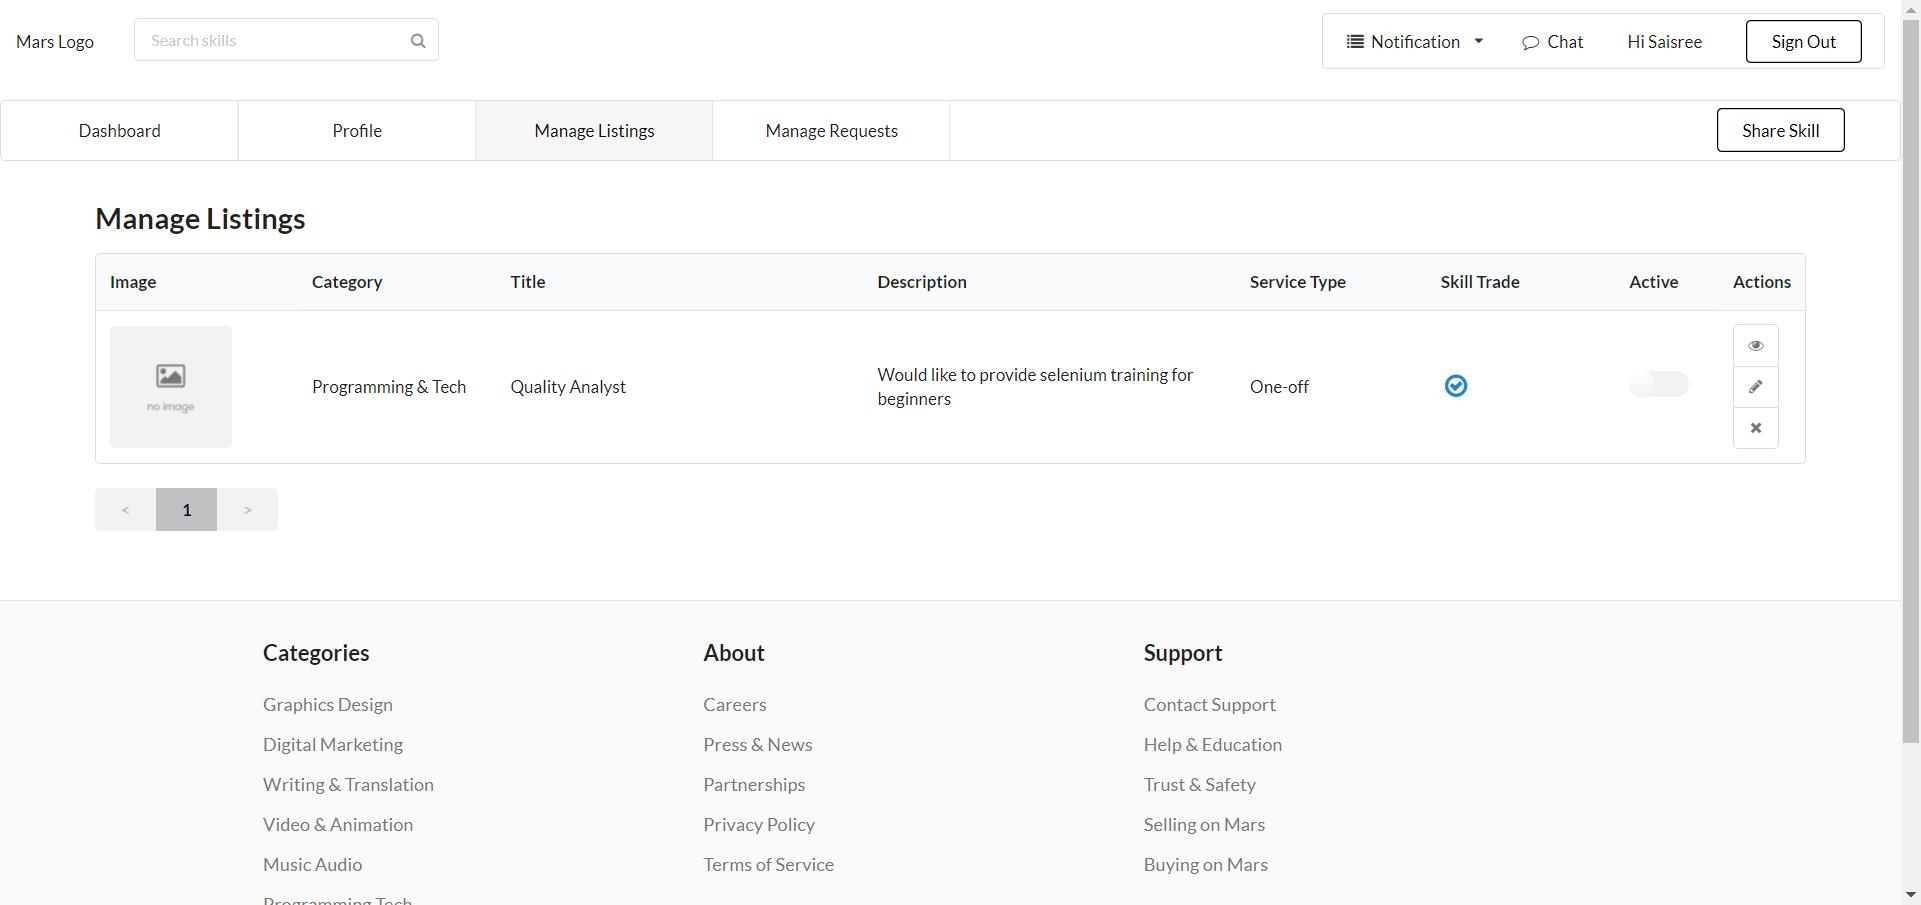 Mars Logo
Search skills
Notification
Chat
Hi Saisree
Sign Out
Dashboard
Profile
Manage Listings
Manage Requests
Share Skill
Manage Listings
Image Category Title Description Service Type Skill Trade Active Actions
no image
Programming & Tech
Quality Analyst
Would like to provide selenium training for
beginners
One-off
< 1 >
Categories
Graphics Design
Digital Marketing
Writing & Translation
Video & Animation
Music Audio
Programming Tech
About
Careers
Press & News
Partnerships
Privacy Policy
Terms of Service
Support
Contact Support
Help & Education
Trust & Safety
Selling on Mars
Buying on Mars